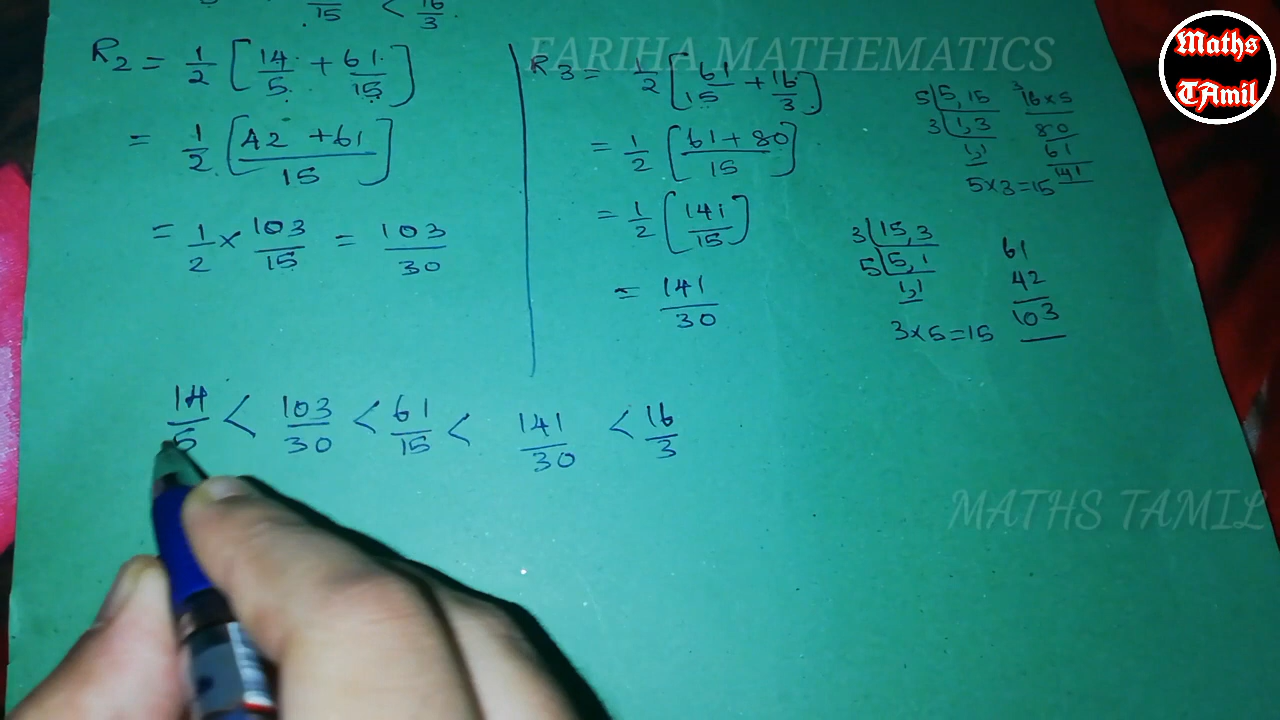 15 < 16/3
R2 = 1/2 [14/5 + 61/15]
= 1/2 [42 + 61 / 15]
= 1/2 × 103/15 = 103/30
FARIHA MATHEMATICS
R3 = 1/2 [61/15 + 16/3]
= 1/2 [61 + 80 / 15]
= 1/2 [141/15]
= 141/30
5 | 5, 15
3 | 1, 3
1, 1
5 × 3 = 15
16 × 5
80
61
141
3 | 15, 3
5 | 5, 1
1, 1
3 × 5 = 15
61
42
103
14/5 < 103/30 < 61/15 < 141/30 < 16/3
Maths
TAmil
MATHS TAMIL